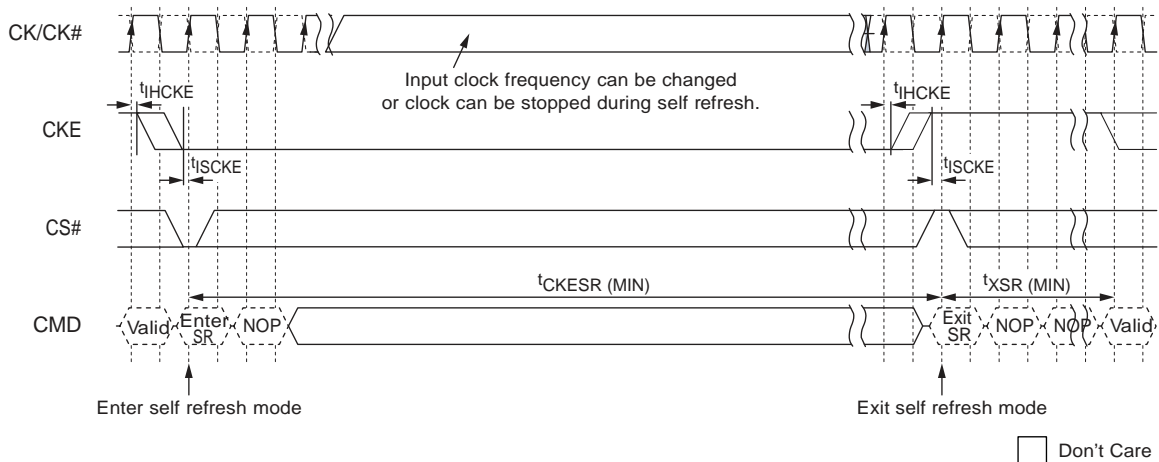 CK/CK#
Input clock frequency can be changed
or clock can be stopped during self refresh.
tIHCKE
tIHCKE
CKE
tISCKE
tISCKE
CS#
tCKESR (MIN)
tXSR (MIN)
CMD
Valid
Enter
SR
NOP
Exit
SR
NOP
NOP
Valid
Enter self refresh mode
Exit self refresh mode
Don't Care